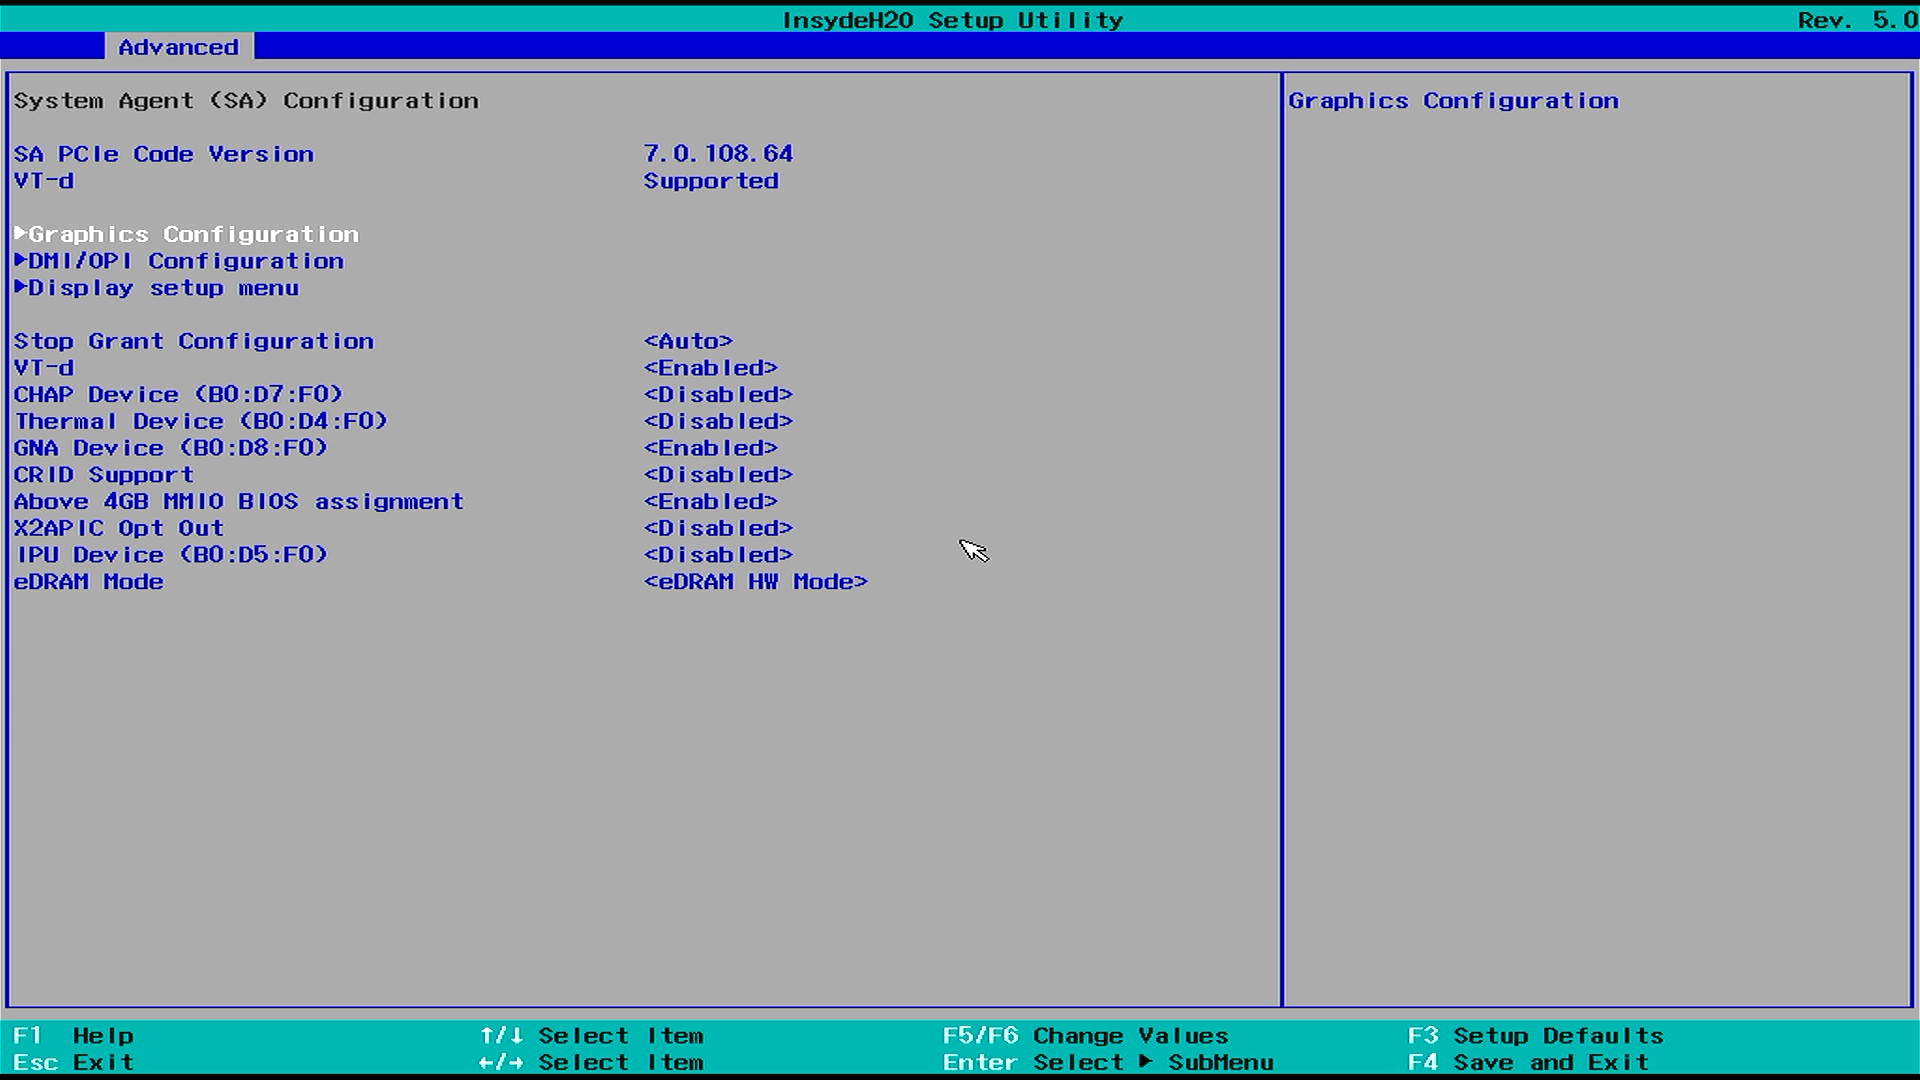 InsydeH20 Setup Utility Rev. 5.0
Advanced
System Agent (SA) Configuration
Graphics Configuration
SA PCIe Code Version 7.0.108.64
VT-d Supported
►Graphics Configuration
►DMI/OPI Configuration
►Display setup menu
Stop Grant Configuration <Auto>
VT-d <Enabled>
CHAP Device (B0:D7:F0) <Disabled>
Thermal Device (B0:D4:F0) <Disabled>
GNA Device (B0:D8:F0) <Enabled>
CRID Support <Disabled>
Above 4GB MMIO BIOS assignment <Enabled>
X2APIC Opt Out <Disabled>
IPU Device (B0:D5:F0) <Disabled>
eDRAM Mode <eDRAM HW Mode>
F1 Help ↑/↓ Select Item F5/F6 Change Values F3 Setup Defaults
Esc Exit ←/→ Select Item Enter Select ► SubMenu F4 Save and Exit